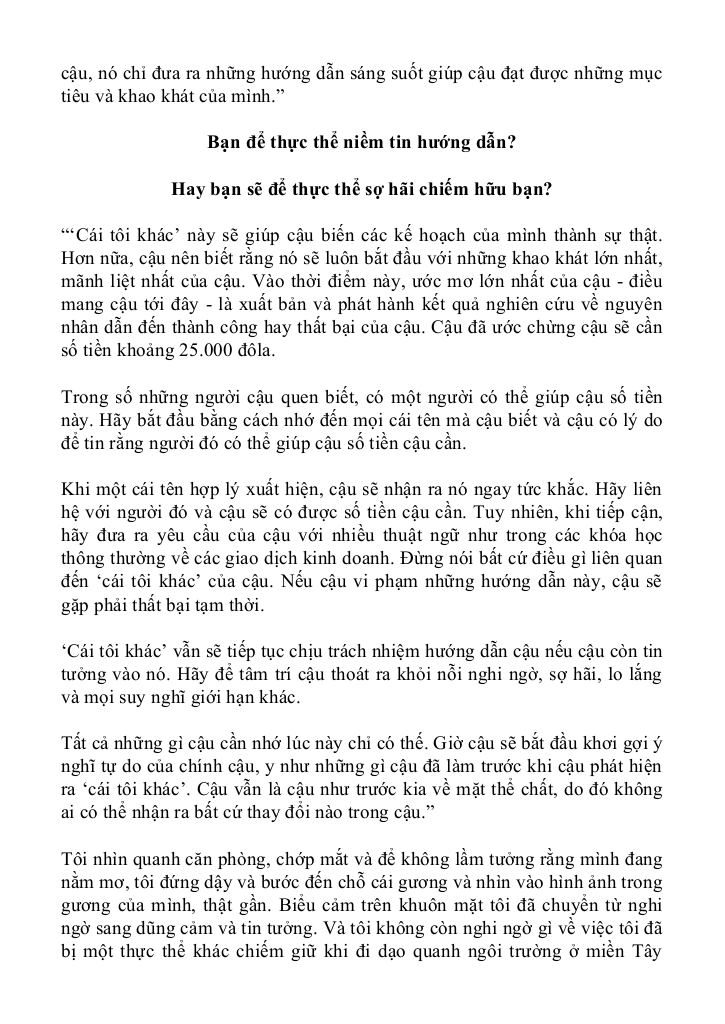 cậu, nó chỉ đưa ra những hướng dẫn sáng suốt giúp cậu đạt được những mục
tiêu và khao khát của mình.”
Bạn để thực thể niềm tin hướng dẫn?
Hay bạn sẽ để thực thể sợ hãi chiếm hữu bạn?
“‘Cái tôi khác’ này sẽ giúp cậu biến các kế hoạch của mình thành sự thật.
Hơn nữa, cậu nên biết rằng nó sẽ luôn bắt đầu với những khao khát lớn nhất,
mãnh liệt nhất của cậu. Vào thời điểm này, ước mơ lớn nhất của cậu - điều
mang cậu tới đây - là xuất bản và phát hành kết quả nghiên cứu về nguyên
nhân dẫn đến thành công hay thất bại của cậu. Cậu đã ước chừng cậu sẽ cần
số tiền khoảng 25.000 đôla.
Trong số những người cậu quen biết, có một người có thể giúp cậu số tiền
này. Hãy bắt đầu bằng cách nhớ đến mọi cái tên mà cậu biết và cậu có lý do
để tin rằng người đó có thể giúp cậu số tiền cậu cần.
Khi một cái tên hợp lý xuất hiện, cậu sẽ nhận ra nó ngay tức khắc. Hãy liên
hệ với người đó và cậu sẽ có được số tiền cậu cần. Tuy nhiên, khi tiếp cận,
hãy đưa ra yêu cầu của cậu với nhiều thuật ngữ như trong các khóa học
thông thường về các giao dịch kinh doanh. Đừng nói bất cứ điều gì liên quan
đến ‘cái tôi khác’ của cậu. Nếu cậu vi phạm những hướng dẫn này, cậu sẽ
gặp phải thất bại tạm thời.
‘Cái tôi khác’ vẫn sẽ tiếp tục chịu trách nhiệm hướng dẫn cậu nếu cậu còn tin
tưởng vào nó. Hãy để tâm trí cậu thoát ra khỏi nỗi nghi ngờ, sợ hãi, lo lắng
và mọi suy nghĩ giới hạn khác.
Tất cả những gì cậu cần nhớ lúc này chỉ có thế. Giờ cậu sẽ bắt đầu khơi gợi ý
nghĩ tự do của chính cậu, y như những gì cậu đã làm trước khi cậu phát hiện
ra ‘cái tôi khác’. Cậu vẫn là cậu như trước kia về mặt thể chất, do đó không
ai có thể nhận ra bất cứ thay đổi nào trong cậu.”
Tôi nhìn quanh căn phòng, chớp mắt và để không lầm tưởng rằng mình đang
nằm mơ, tôi đứng dậy và bước đến chỗ cái gương và nhìn vào hình ảnh trong
gương của mình, thật gần. Biểu cảm trên khuôn mặt tôi đã chuyển từ nghi
ngờ sang dũng cảm và tin tưởng. Và tôi không còn nghi ngờ gì về việc tôi đã
bị một thực thể khác chiếm giữ khi đi dạo quanh ngôi trường ở miền Tây